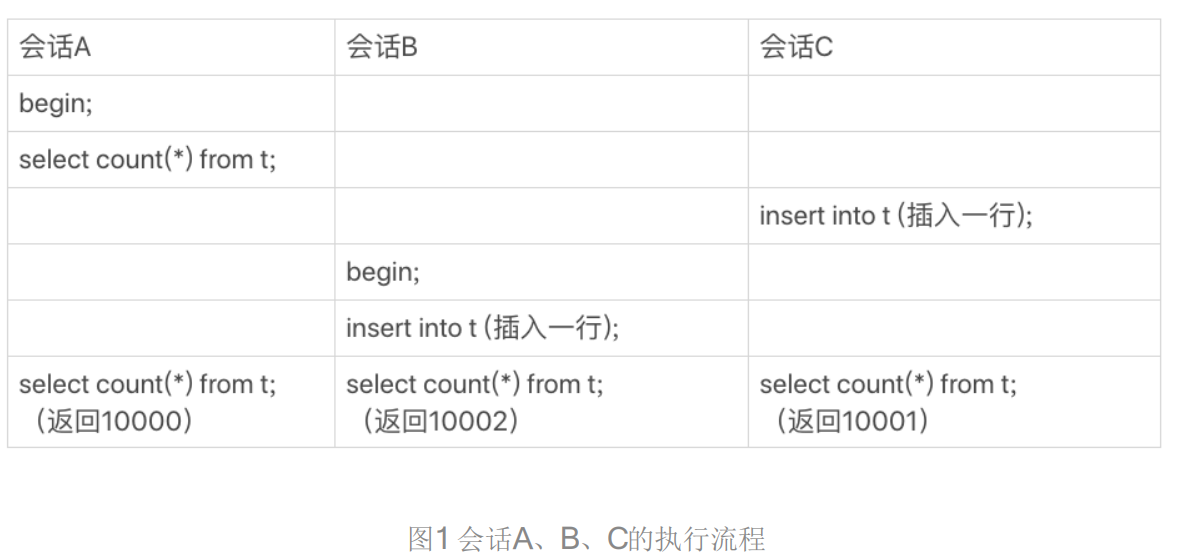 会话A 会话B 会话C
begin;
select count(*) from t;
insert into t (插入一行);
begin;
insert into t (插入一行);
select count(*) from t; select count(*) from t; select count(*) from t;
（返回10000） （返回10002） （返回10001）
图1 会话A、B、C的执行流程